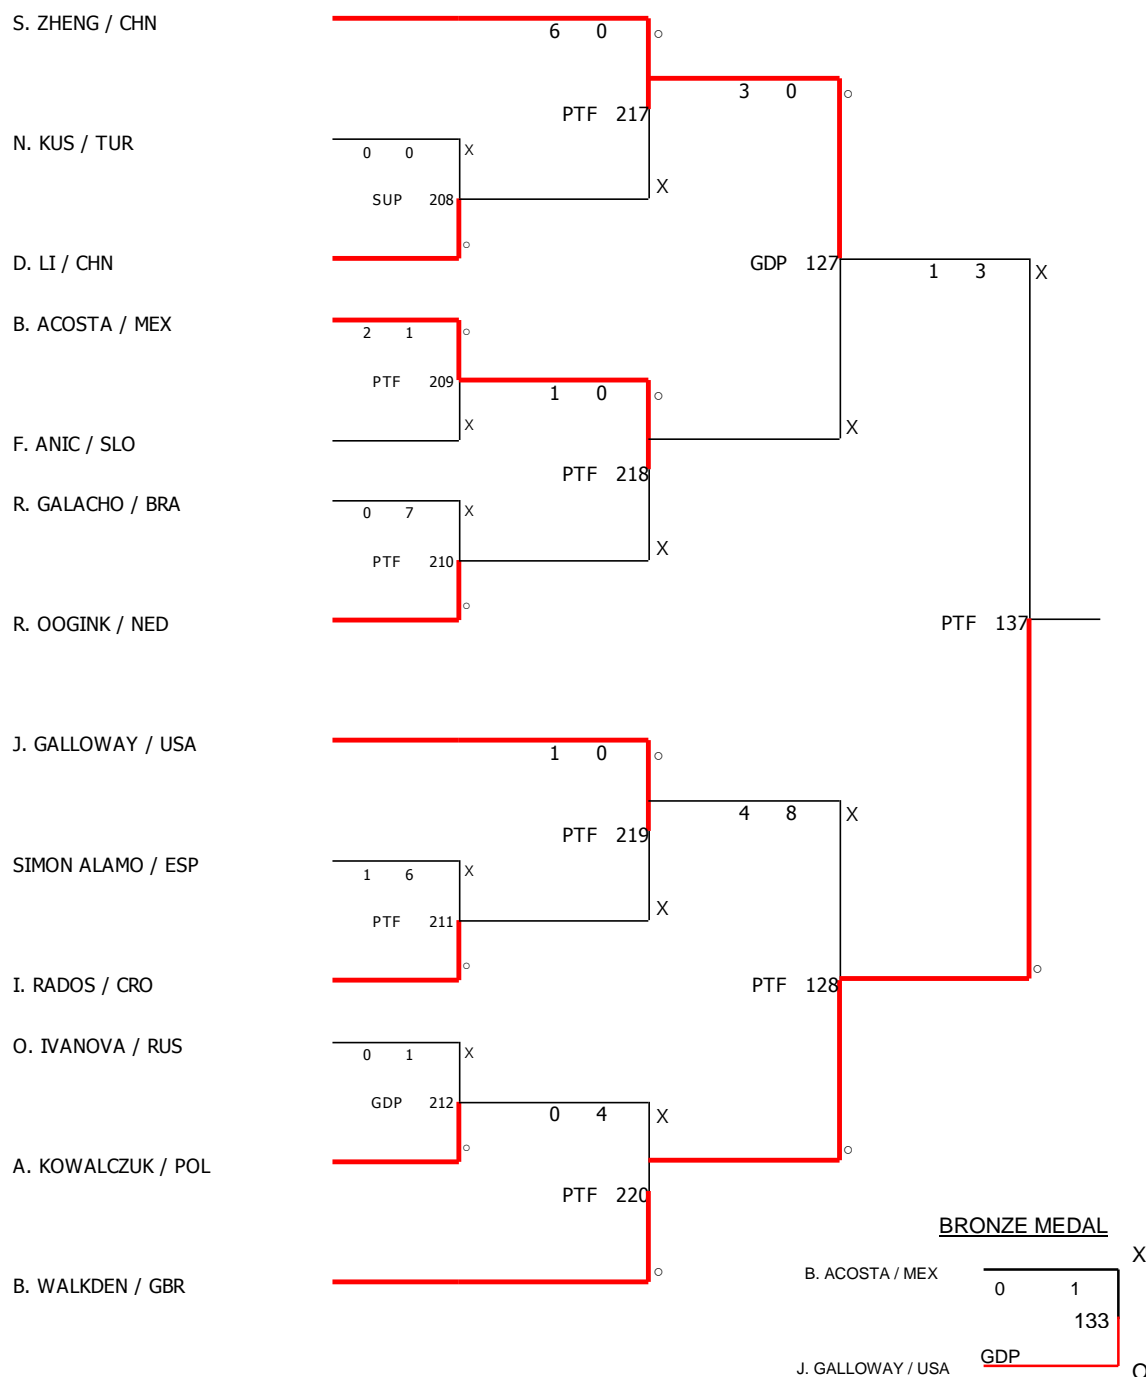 S. ZHENG / CHN
6 0 ○
3 0 ○
PTF 217
N. KUS / TUR
0 0 X
X
SUP 208
○
D. LI / CHN
GDP 127
1 3 X
B. ACOSTA / MEX
2 1 ○
PTF 209
1 0 ○
X
X
F. ANIC / SLO
PTF 218
R. GALACHO / BRA
0 7 X
X
PTF 210
○
R. OOGINK / NED
PTF 137
J. GALLOWAY / USA
1 0 ○
4 8 X
PTF 219
SIMON ALAMO / ESP
1 6 X
X
PTF 211
○
○
I. RADOS / CRO
PTF 128
O. IVANOVA / RUS
0 1 X
GDP 212
0 4 X
○
○
A. KOWALCZUK / POL
PTF 220
BRONZE MEDAL
X
○
B. ACOSTA / MEX
B. WALKDEN / GBR
0 1
133
GDP
J. GALLOWAY / USA
O